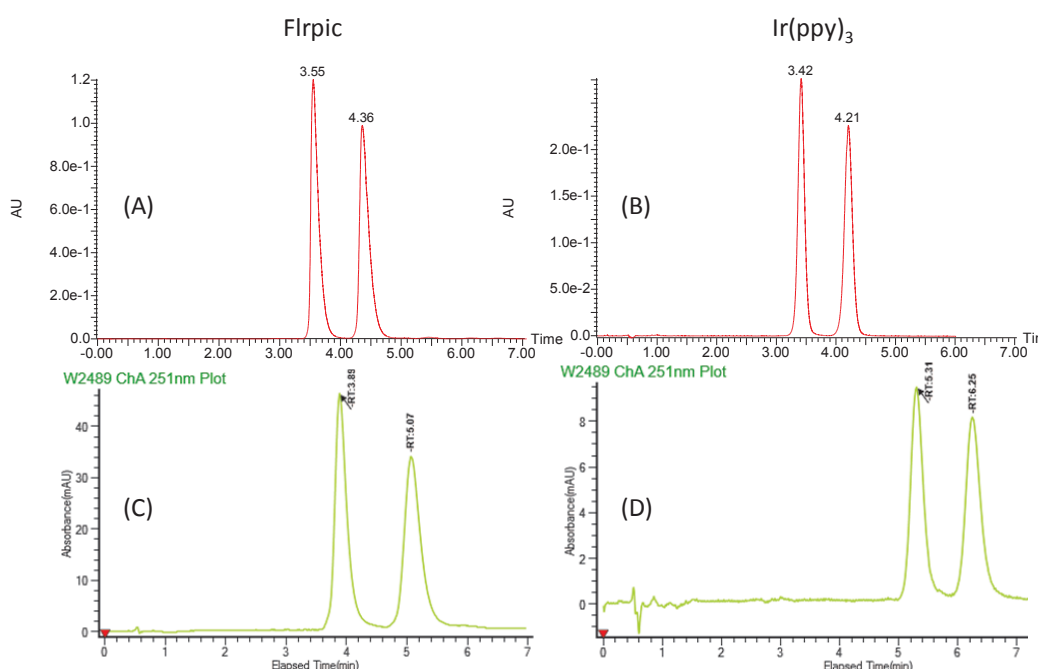 FIrpic
Ir(ppy)3
3.55
4.36
1.2
1.0
8.0e-1
6.0e-1
4.0e-1
2.0e-1
0.0
AU
(A)
-0.00 1.00 2.00 3.00 4.00 5.00 6.00 7.00
Time
3.42
4.21
2.0e-1
1.5e-1
1.0e-1
5.0e-2
0.0
AU
(B)
-0.00 1.00 2.00 3.00 4.00 5.00 6.00 7.00
Time
W2489 ChA 251nm Plot
-RT:3.89
-RT:5.07
40
30
20
10
0
Absorbance(mAU)
(C)
0 1 2 3 4 5 6 7
Elapsed Time(min)
W2489 ChA 251nm Plot
-RT:5.31
-RT:6.25
8
6
4
2
0
Absorbance(mAU)
(D)
0 1 2 3 4 5 6 7
Elapsed Time(min)